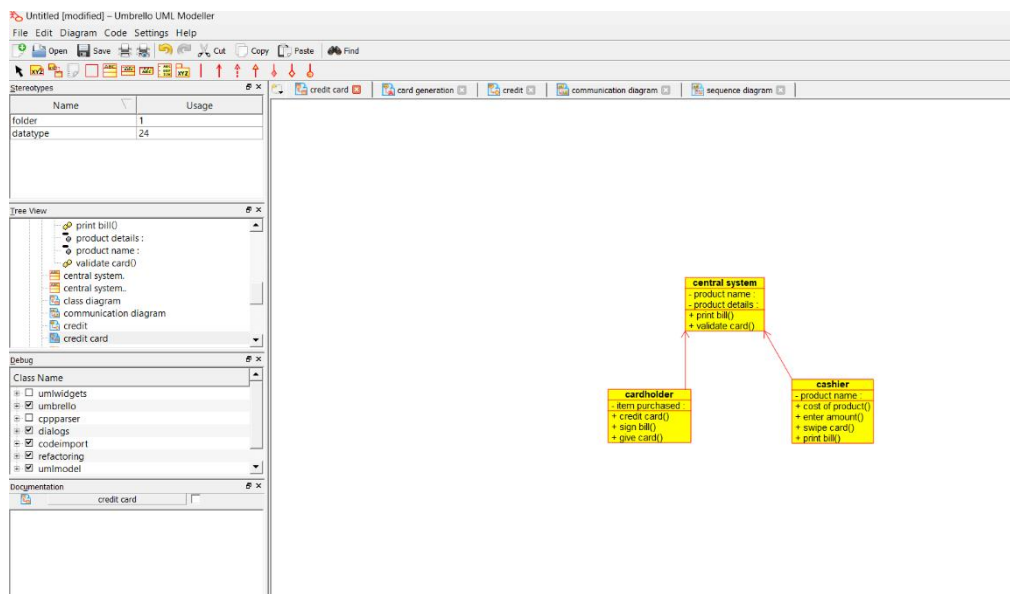 Untitled [modified] – Umbrello UML Modeller
File Edit Diagram Code Settings Help
Open Save Cut Copy Paste Find
XYZ ABC ABC ABC XYZ
Stereotypes
Name Usage
folder 1
datatype 24
Tree View
print bill()
product details :
product name :
validate card()
central system.
central system..
class diagram
communication diagram
credit
credit card
Debug
Class Name
umlwidgets
umbrello
cppparser
dialogs
codeimport
refactoring
umlmodel
Documentation
credit card
credit card card generation credit communication diagram sequence diagram
central system
- product name :
- product details :
+ print bill()
+ validate card()
cardholder
- item purchased :
+ credit card()
+ sign bill()
+ give card()
cashier
- product name :
+ cost of product()
+ enter amount()
+ swipe card()
+ print bill()